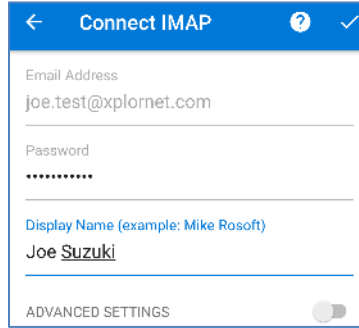 Connect IMAP
Email Address
joe.test@xplornet.com
Password
•••••••••••
Display Name (example: Mike Rosoft)
Joe Suzuki
ADVANCED SETTINGS